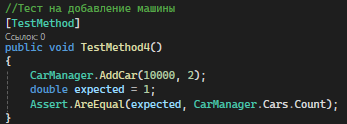 //Тест на добавление машины
[TestMethod]
Ссылок: 0
public void TestMethod4()
{
CarManager.AddCar(10000, 2);
double expected = 1;
Assert.AreEqual(expected, CarManager.Cars.Count);
}